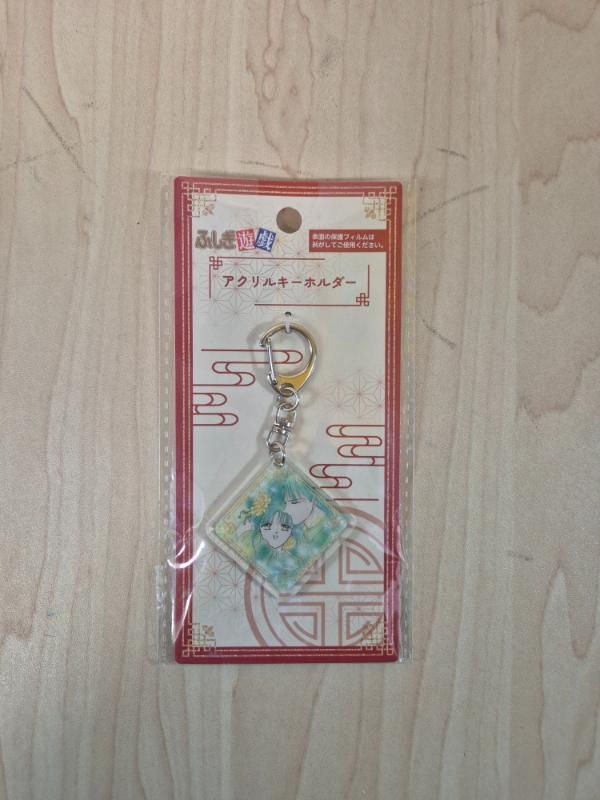 ふしぎ遊戯
表面の保護フィルムは
剥がしてご使用ください。
アクリルキーホルダー